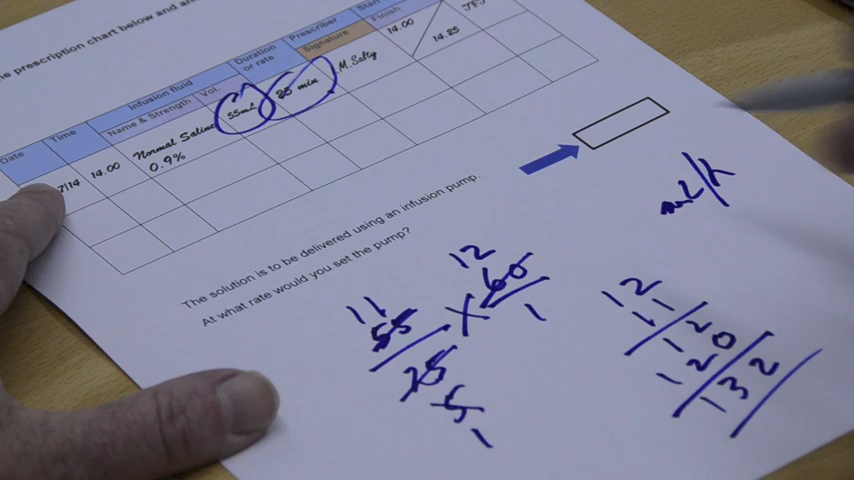 he prescription chart below and an
Date Time Infusion fluid Name & Strength Vol. Duration or rate Prescriber Signature Start Finish
7/14 14.00 Normal Saline 0.9% 55mL 25 min M.Salty 14.00 14.25
The solution is to be delivered using an infusion pump.
At what rate would you set the pump?
mL/h
11 12
55 X 60
25 1
5
1
12
11
12
120
132